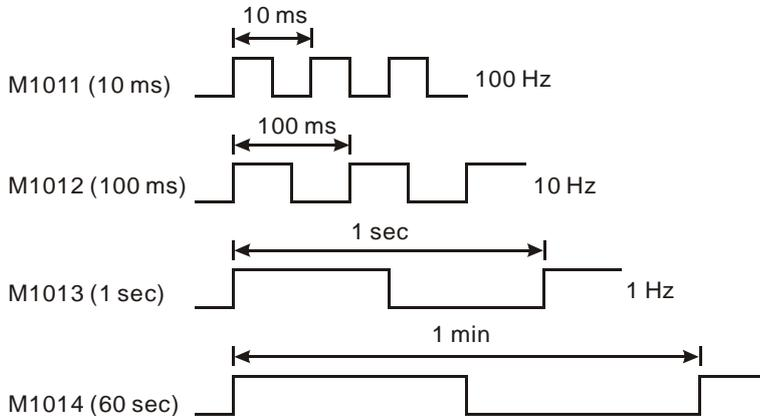 10 ms
M1011 (10 ms)
100 Hz
100 ms
M1012 (100 ms)
10 Hz
1 sec
M1013 (1 sec)
1 Hz
1 min
M1014 (60 sec)